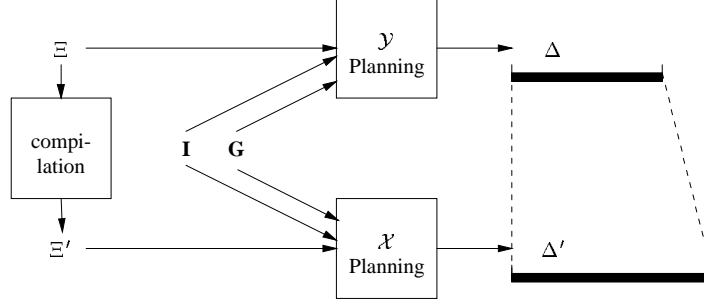 Ξ
𝒴
Planning
Δ
compi-
lation
I G
Ξ′
𝒳
Planning
Δ′